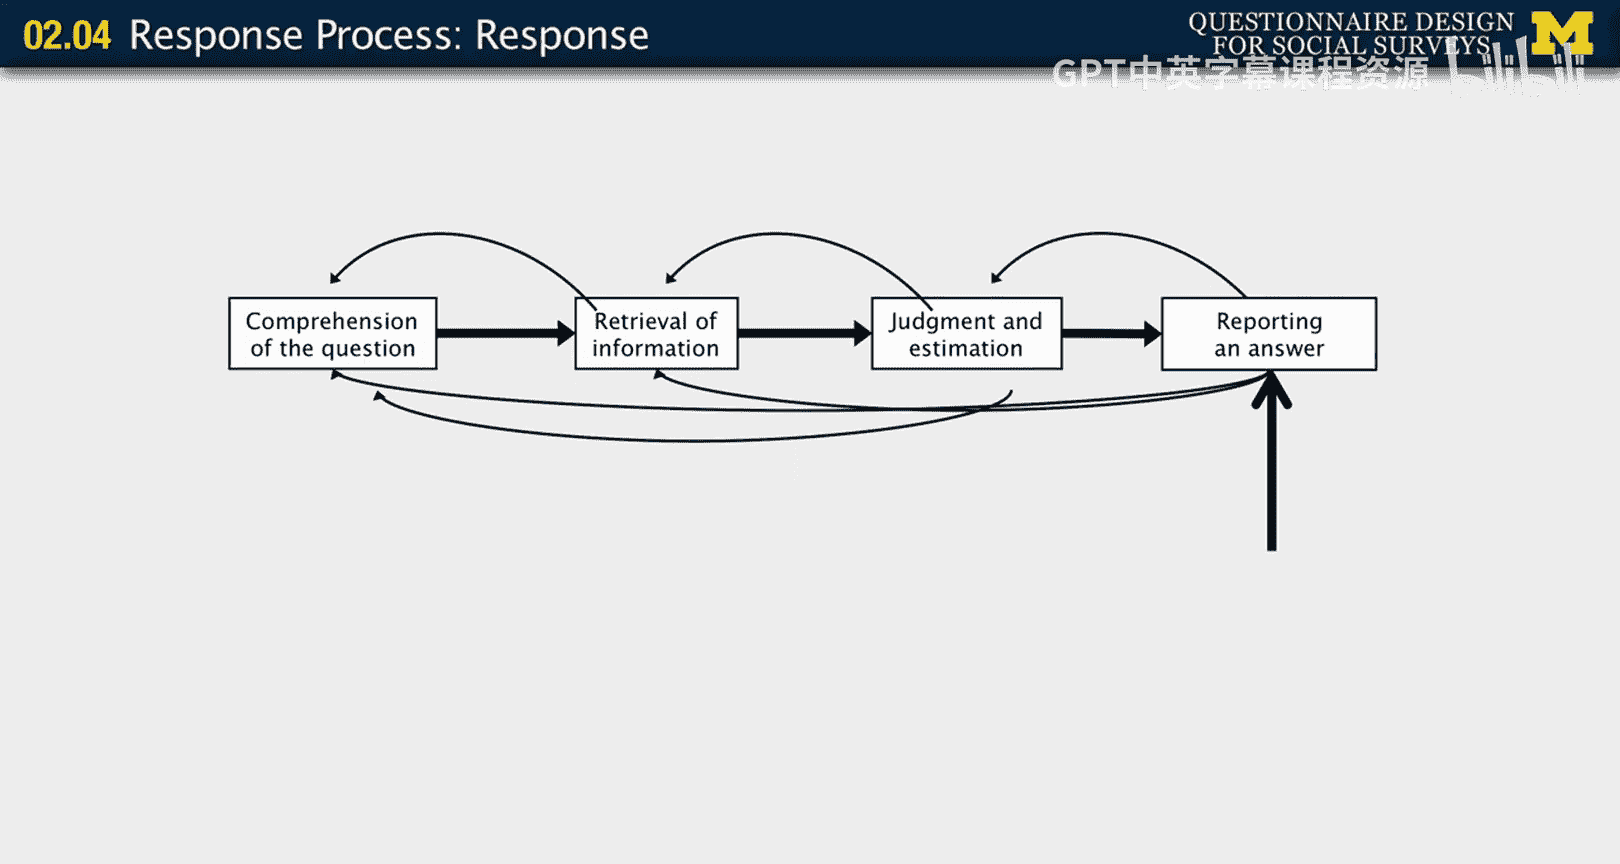 02.04 Response Process: Response
QUESTIONNAIRE DESIGN
FOR SOCIAL SURVEYS
M
GPT中英字幕课程资源 bilibili
Comprehension
of the question
Retrieval of
information
Judgment and
estimation
Reporting
an answer